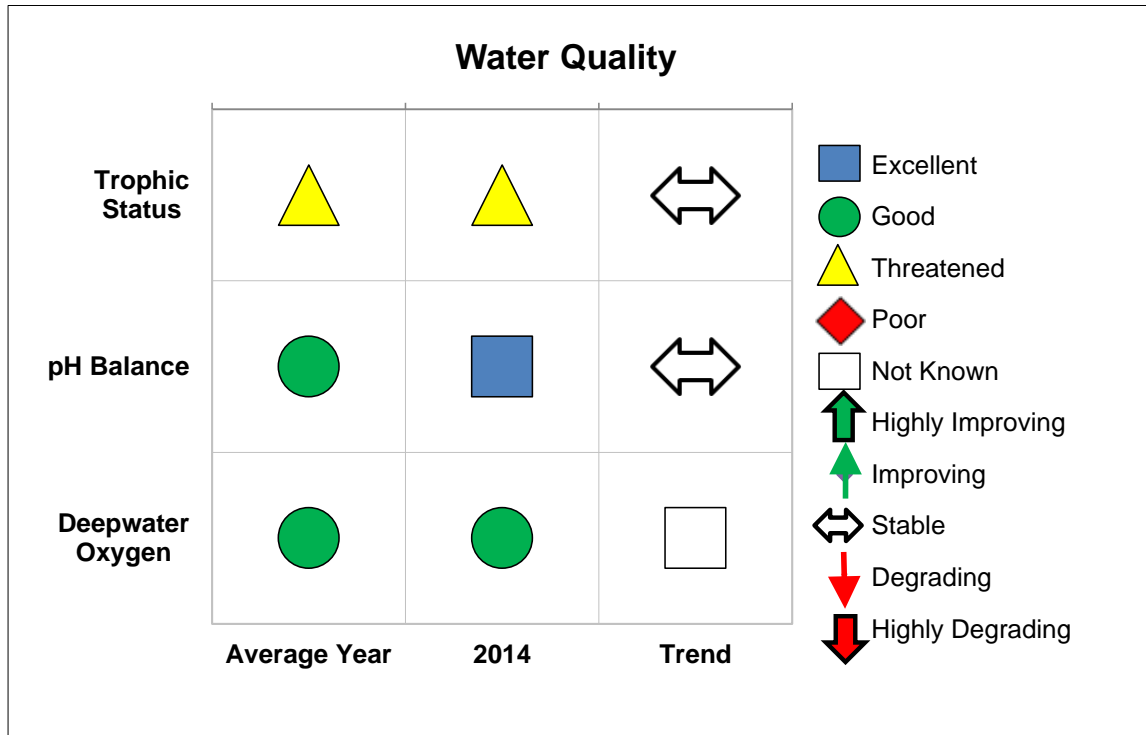 Water Quality
Trophic
Status
pH Balance
Deepwater
Oxygen
Average Year
2014
Trend
Excellent
Good
Threatened
Poor
Not Known
Highly Improving
Improving
Stable
Degrading
Highly Degrading